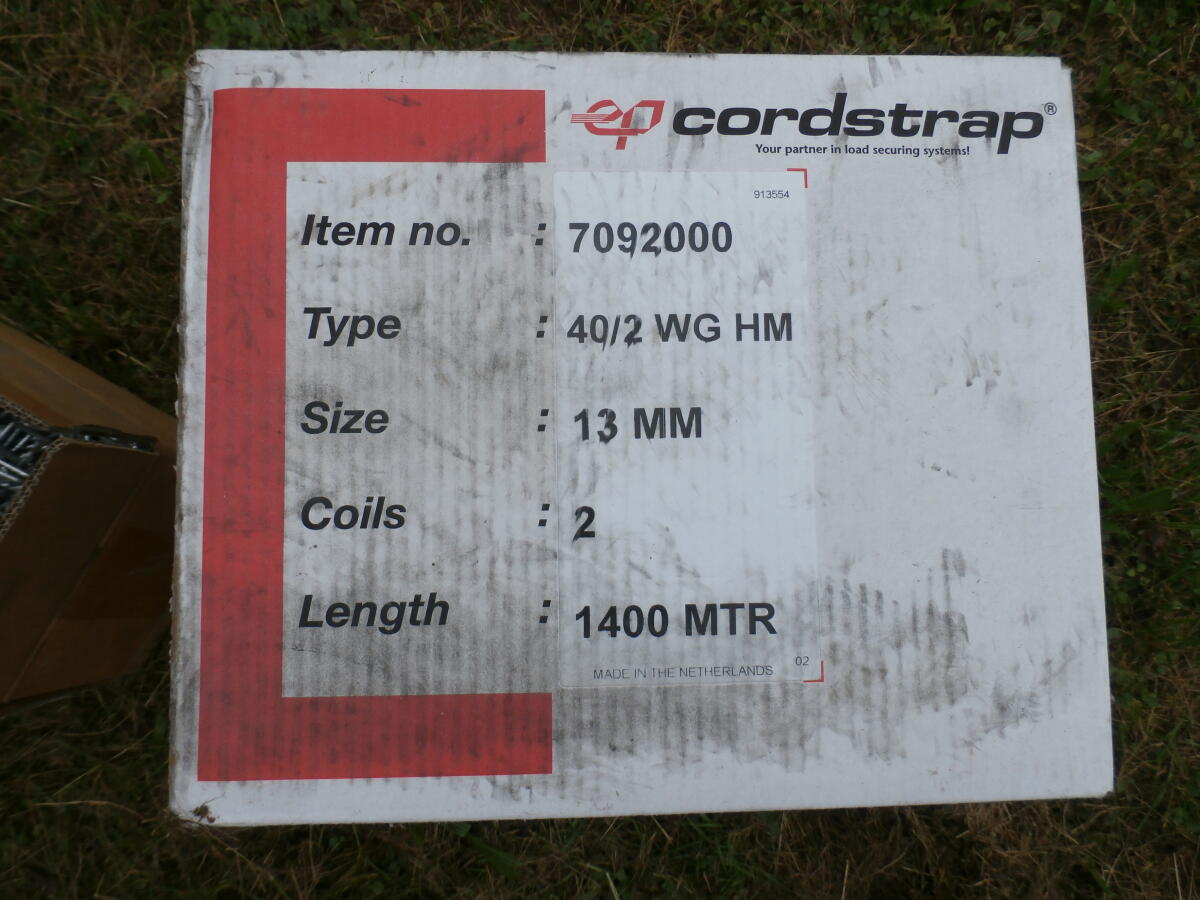 cordstrap®
Your partner in load securing systems!
913554
Item no. : 7092000
Type : 40/2 WG HM
Size : 13 MM
Coils : 2
Length : 1400 MTR
MADE IN THE NETHERLANDS 02